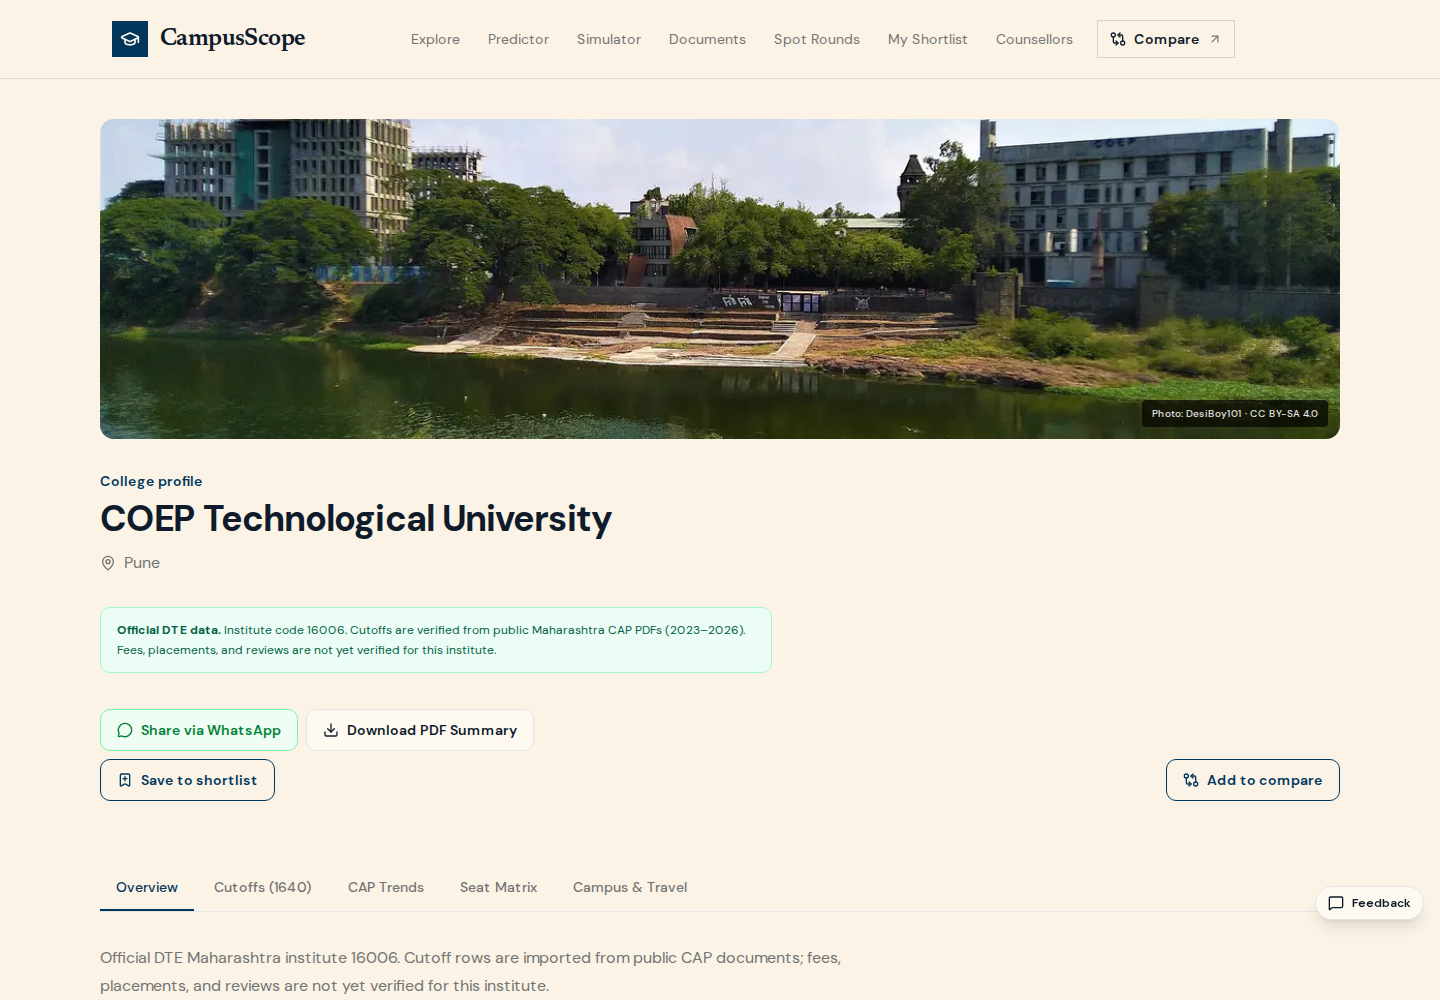 CampusScope
Explore
Predictor
Simulator
Documents
Spot Rounds
My Shortlist
Counsellors
Compare
COEP
Photo: DesiBoy101 · CC BY-SA 4.0
College profile
COEP Technological University
Pune
Official DTE data. Institute code 16006. Cutoffs are verified from public Maharashtra CAP PDFs (2023–2026).
Fees, placements, and reviews are not yet verified for this institute.
Share via WhatsApp
Download PDF Summary
Save to shortlist
Add to compare
Overview
Cutoffs (1640)
CAP Trends
Seat Matrix
Campus & Travel
Feedback
Official DTE Maharashtra institute 16006. Cutoff rows are imported from public CAP documents; fees,
placements, and reviews are not yet verified for this institute.